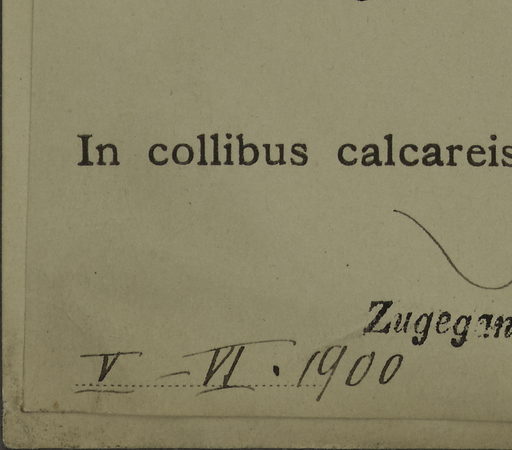 In collibus calcareis
Zugegan
V – VI . 1900